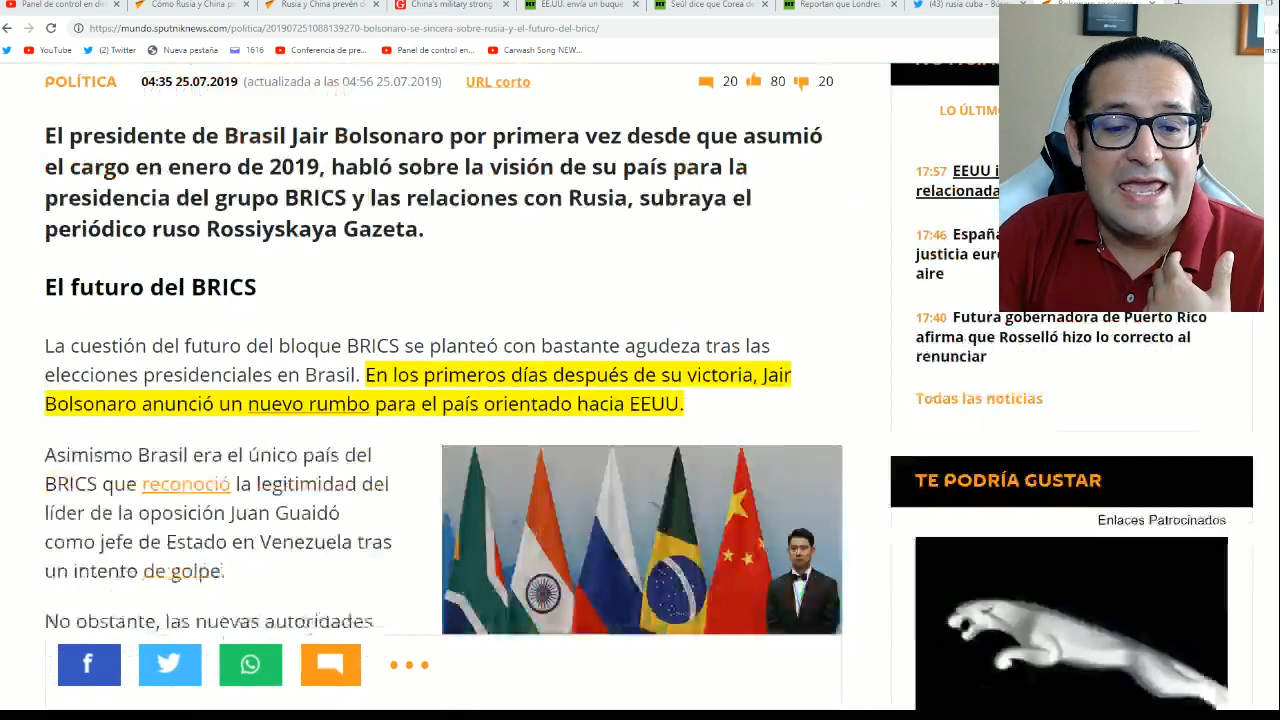 Panel de control en di
Cómo Rusia y China p
Rusia y China prevén d
China's military strong
EE.UU. envía un buque
Seúl dice que Corea de
Reportan que Londres
(43) rusia cuba - Bús
Bolsonaro se sincera
https://mundo.sputniknews.com/politica/201907251088139270-bolsonaro-se-sincera-sobre-rusia-y-el-futuro-del-brics/
YouTube
(2) Twitter
Nueva pestaña
1616
Conferencia de pre...
Panel de control en...
Carwash Song NEW...
POLÍTICA
04:35 25.07.2019 (actualizada a las 04:56 25.07.2019)
URL corto
20
80
20
El presidente de Brasil Jair Bolsonaro por primera vez desde que asumió
el cargo en enero de 2019, habló sobre la visión de su país para la
presidencia del grupo BRICS y las relaciones con Rusia, subraya el
periódico ruso Rossiyskaya Gazeta.
El futuro del BRICS
La cuestión del futuro del bloque BRICS se planteó con bastante agudeza tras las
elecciones presidenciales en Brasil. En los primeros días después de su victoria, Jair
Bolsonaro anunció un nuevo rumbo para el país orientado hacia EEUU.
Asimismo Brasil era el único país del
BRICS que reconoció la legitimidad del
líder de la oposición Juan Guaidó
como jefe de Estado en Venezuela tras
un intento de golpe.
No obstante, las nuevas autoridades
LO ÚLTIMO
17:57 EEUU i
relacionada
17:46 España
justicia eur
aire
17:40 Futura gobernadora de Puerto Rico
afirma que Rosselló hizo lo correcto al
renunciar
Todas las noticias
TE PODRÍA GUSTAR
Enlaces Patrocinados